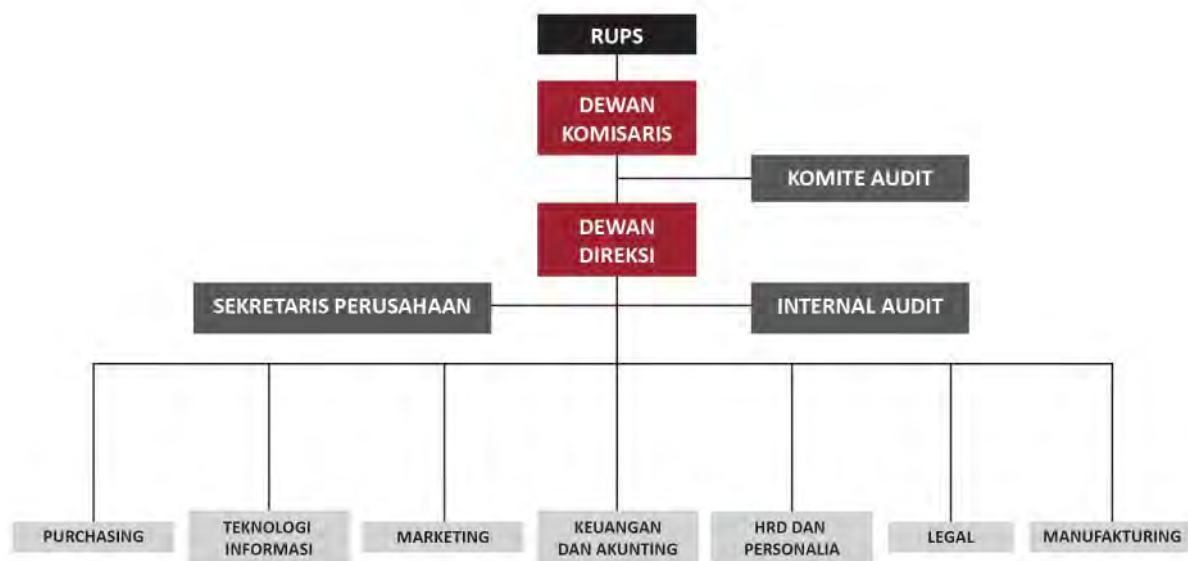 RUPS
DEWAN
KOMISARIS
KOMITE AUDIT
DEWAN
DIREKSI
SEKRETARIS PERUSAHAAN
INTERNAL AUDIT
PURCHASING
TEKNOLOGI
INFORMASI
MARKETING
KEUANGAN
DAN AKUNTING
HRD DAN
PERSONALIA
LEGAL
MANUFAKTURING